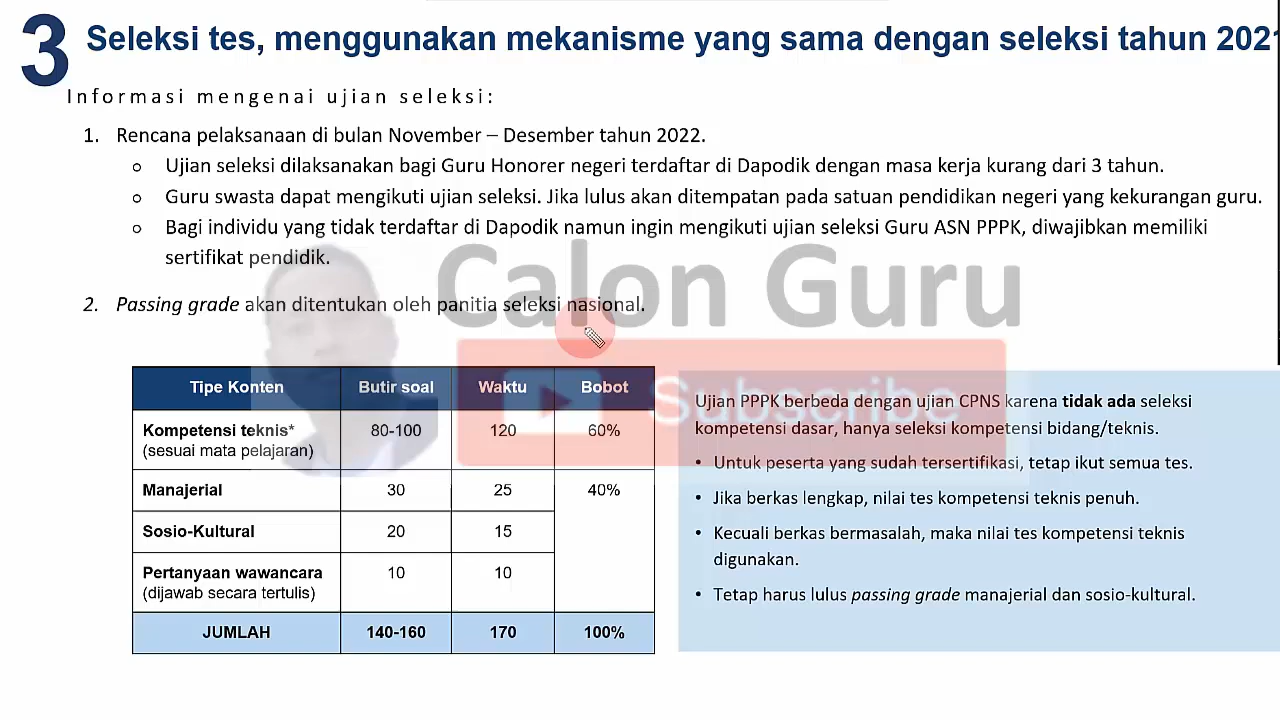 3 Seleksi tes, menggunakan mekanisme yang sama dengan seleksi tahun 2021
Informasi mengenai ujian seleksi:
1. Rencana pelaksanaan di bulan November – Desember tahun 2022.
o Ujian seleksi dilaksanakan bagi Guru Honorer negeri terdaftar di Dapodik dengan masa kerja kurang dari 3 tahun.
o Guru swasta dapat mengikuti ujian seleksi. Jika lulus akan ditempatan pada satuan pendidikan negeri yang kekurangan guru.
o Bagi individu yang tidak terdaftar di Dapodik namun ingin mengikuti ujian seleksi Guru ASN PPPK, diwajibkan memiliki
sertifikat pendidik.
Calon Guru
2. Passing grade akan ditentukan oleh panitia seleksi nasional.
Subscribe
Tipe Konten Butir soal Waktu Bobot
Kompetensi teknis* 80-100 120 60%
(sesuai mata pelajaran)
Manajerial 30 25 40%
Sosio-Kultural 20 15
Pertanyaan wawancara 10 10
(dijawab secara tertulis)
JUMLAH 140-160 170 100%
Ujian PPPK berbeda dengan ujian CPNS karena tidak ada seleksi
kompetensi dasar, hanya seleksi kompetensi bidang/teknis.
• Untuk peserta yang sudah tersertifikasi, tetap ikut semua tes.
• Jika berkas lengkap, nilai tes kompetensi teknis penuh.
• Kecuali berkas bermasalah, maka nilai tes kompetensi teknis
digunakan.
• Tetap harus lulus passing grade manajerial dan sosio-kultural.